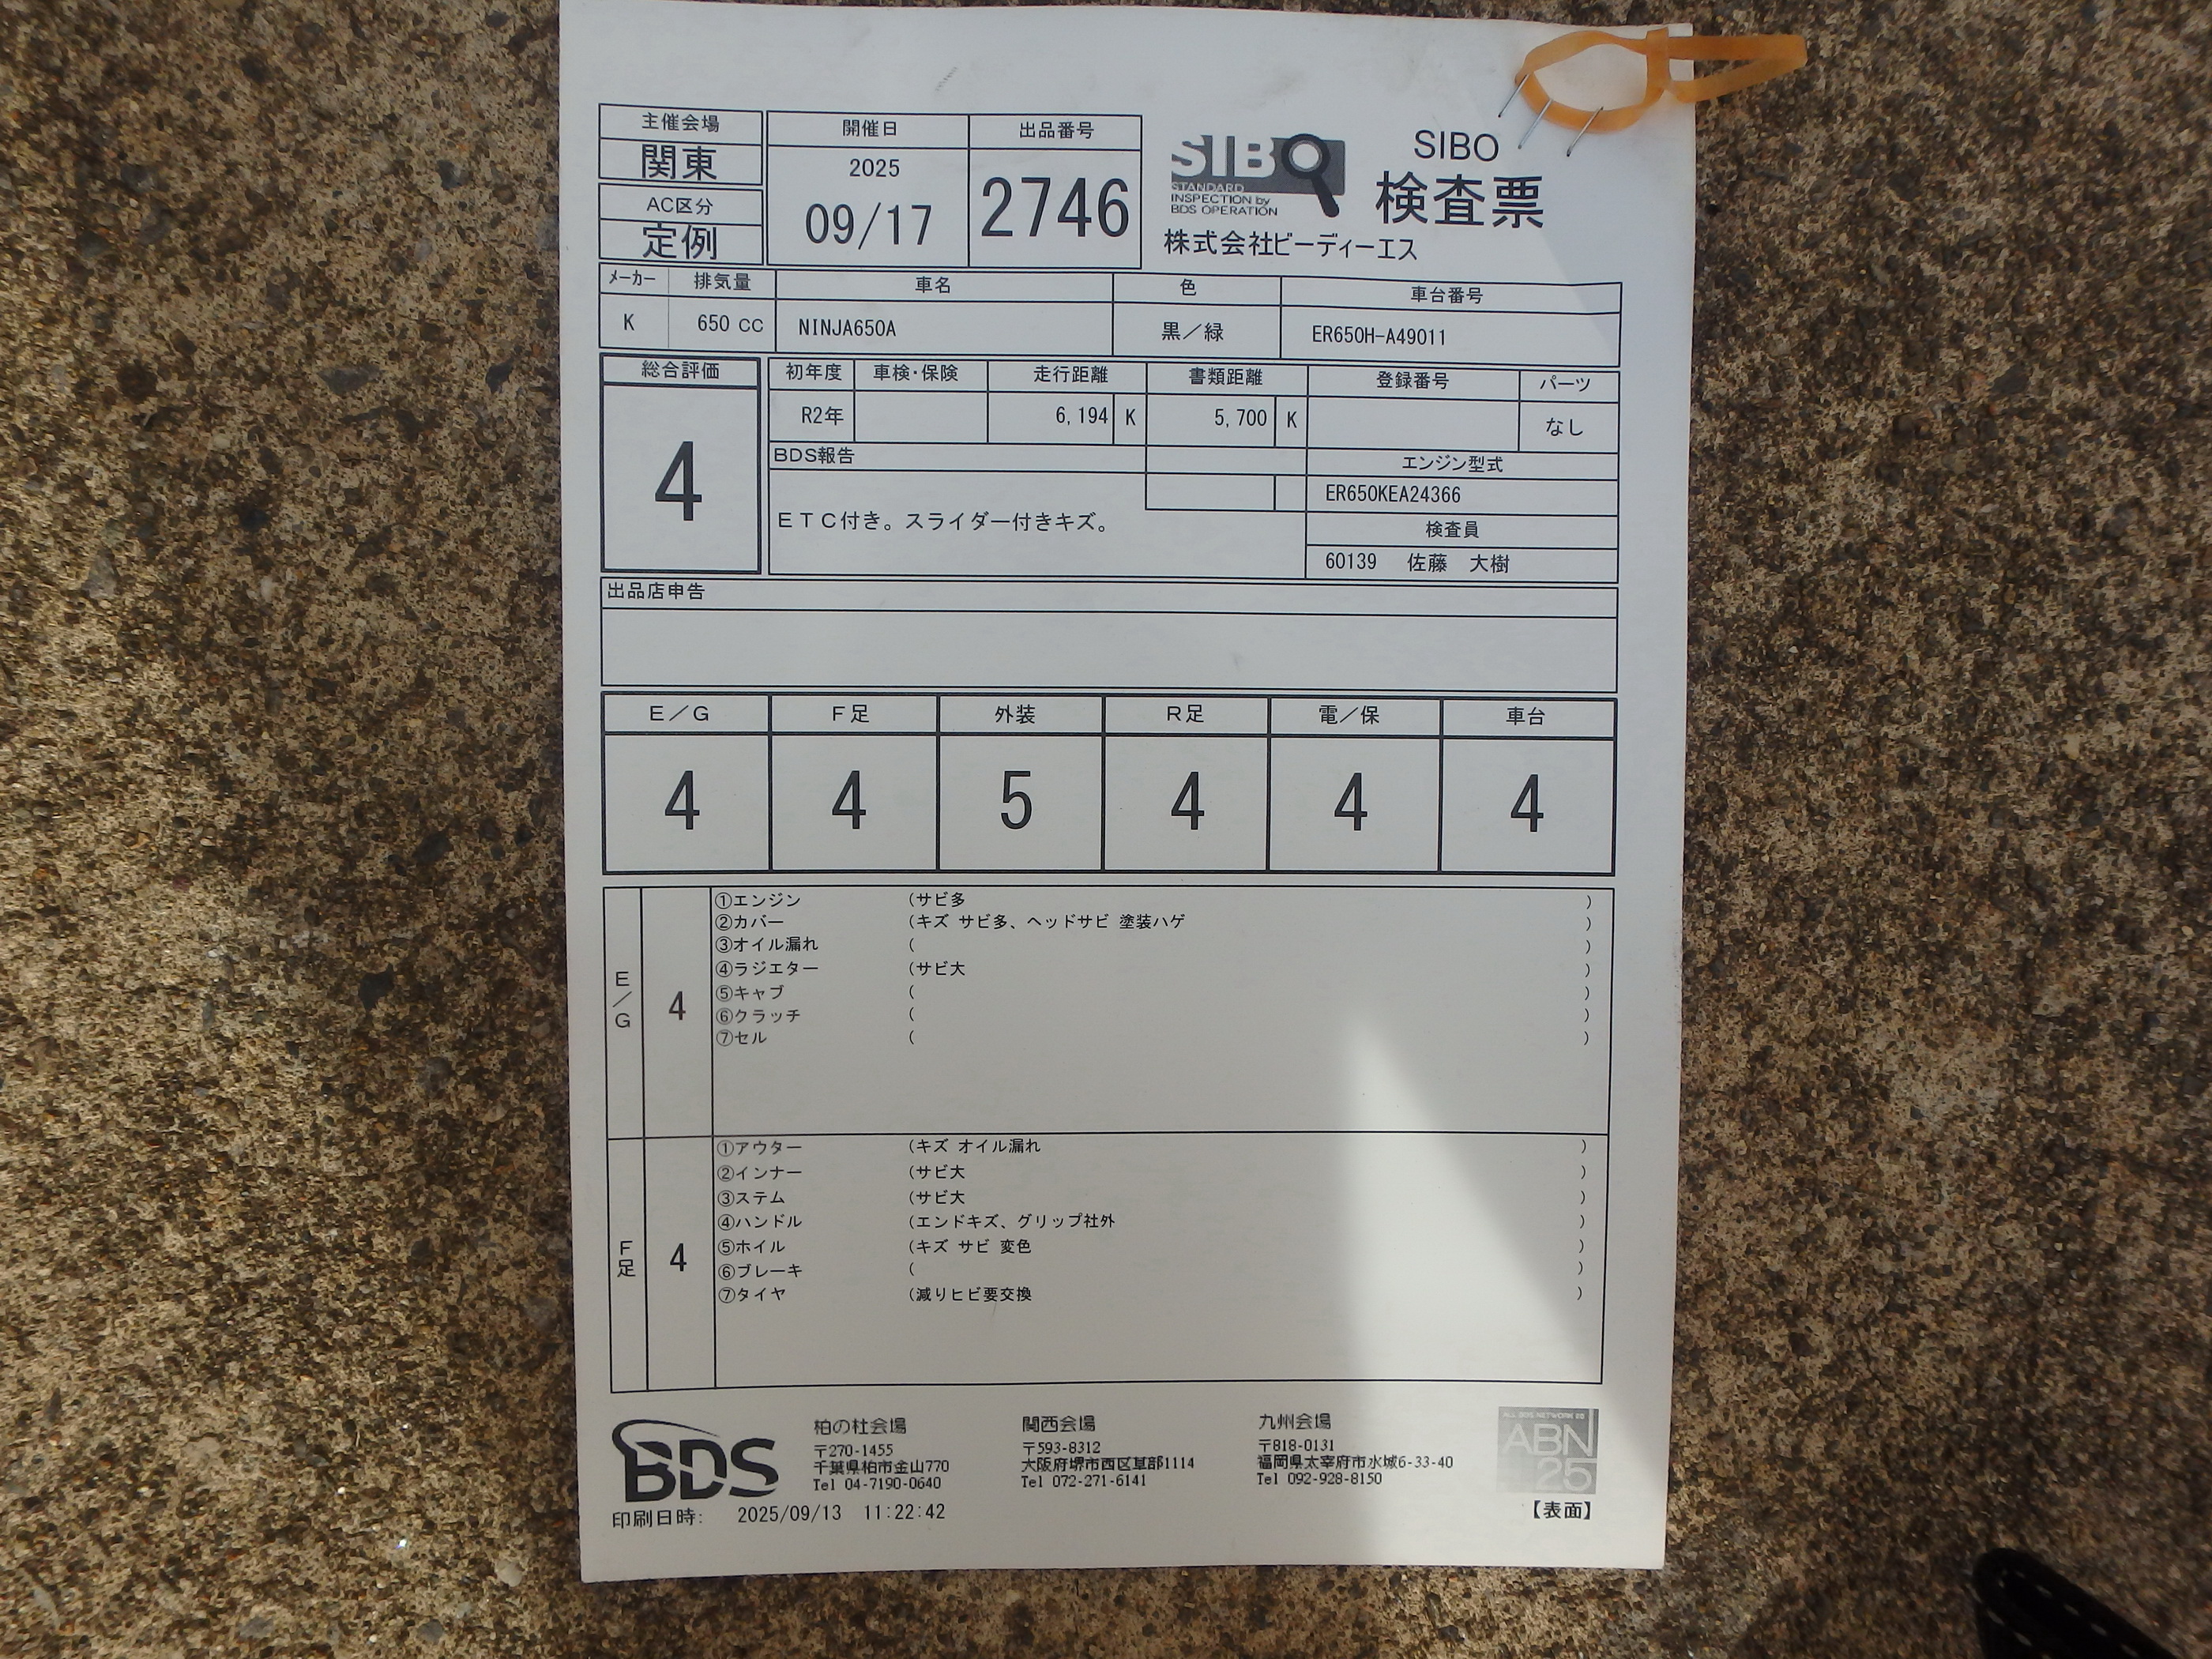 主催会場
関東
AC区分
定例
開催日
2025
09/17
出品番号
2746
SIBO
STANDARD
INSPECTION by
BDS OPERATION
SIBO
検査票
株式会社ビーディーエス
メーカー 排気量 車名 色 車台番号
K 650 CC NINJA650A 黒／緑 ER650H-A49011
総合評価
4
初年度 車検・保険 走行距離 書類距離 登録番号 パーツ
R2年 6,194 K 5,700 K なし
BDS報告
ＥＴＣ付き。スライダー付きキズ。
エンジン型式
ER650KEA24366
検査員
60139 佐藤 大樹
出品店申告
Ｅ／Ｇ Ｆ足 外装 Ｒ足 電／保 車台
4 4 5 4 4 4
Ｅ／Ｇ
4
①エンジン (サビ多 )
②カバー (キズ サビ多、ヘッドサビ 塗装ハゲ )
③オイル漏れ ( )
④ラジエター (サビ大 )
⑤キャブ ( )
⑥クラッチ ( )
⑦セル ( )
Ｆ足
4
①アウター (キズ オイル漏れ )
②インナー (サビ大 )
③ステム (サビ大 )
④ハンドル (エンドキズ、グリップ社外 )
⑤ホイル (キズ サビ 変色 )
⑥ブレーキ ( )
⑦タイヤ (減りヒビ要交換 )
BDS
柏の杜会場
〒270-1455
千葉県柏市金山770
Tel 04-7190-0640
関西会場
〒593-8312
大阪府堺市西区草部1114
Tel 072-271-6141
九州会場
〒818-0131
福岡県太宰府市水城6-33-40
Tel 092-928-8150
ALL BDS NETWORK 25
ABN
25
印刷日時: 2025/09/13 11:22:42
【表面】